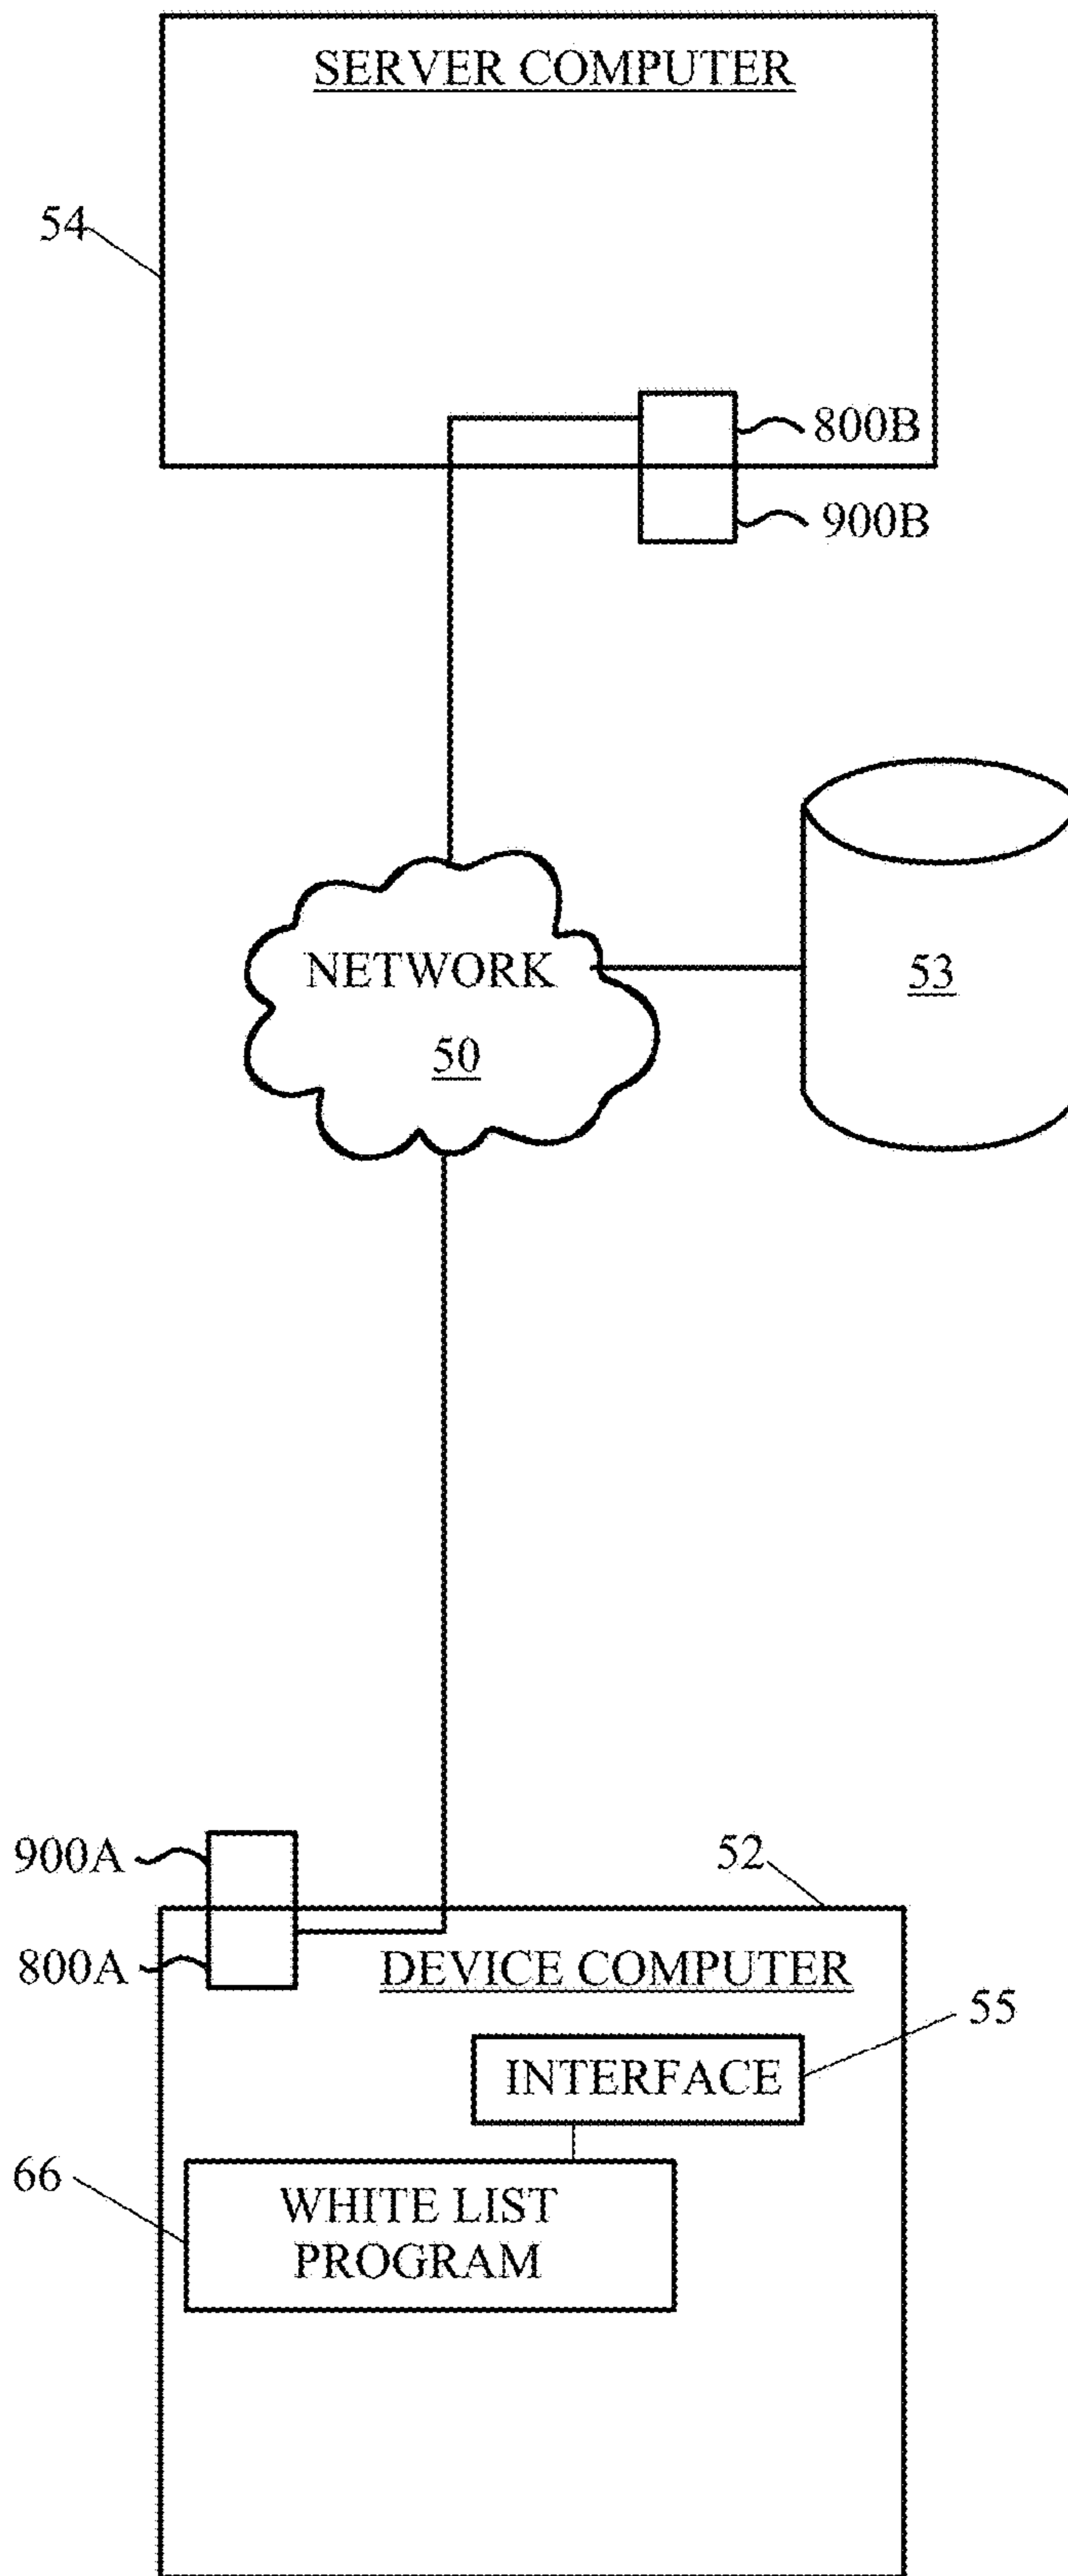 SERVER COMPUTER
54
800B
900B
NETWORK
50
53
900A
800A
52
DEVICE COMPUTER
55
INTERFACE
66
WHITE LIST
PROGRAM